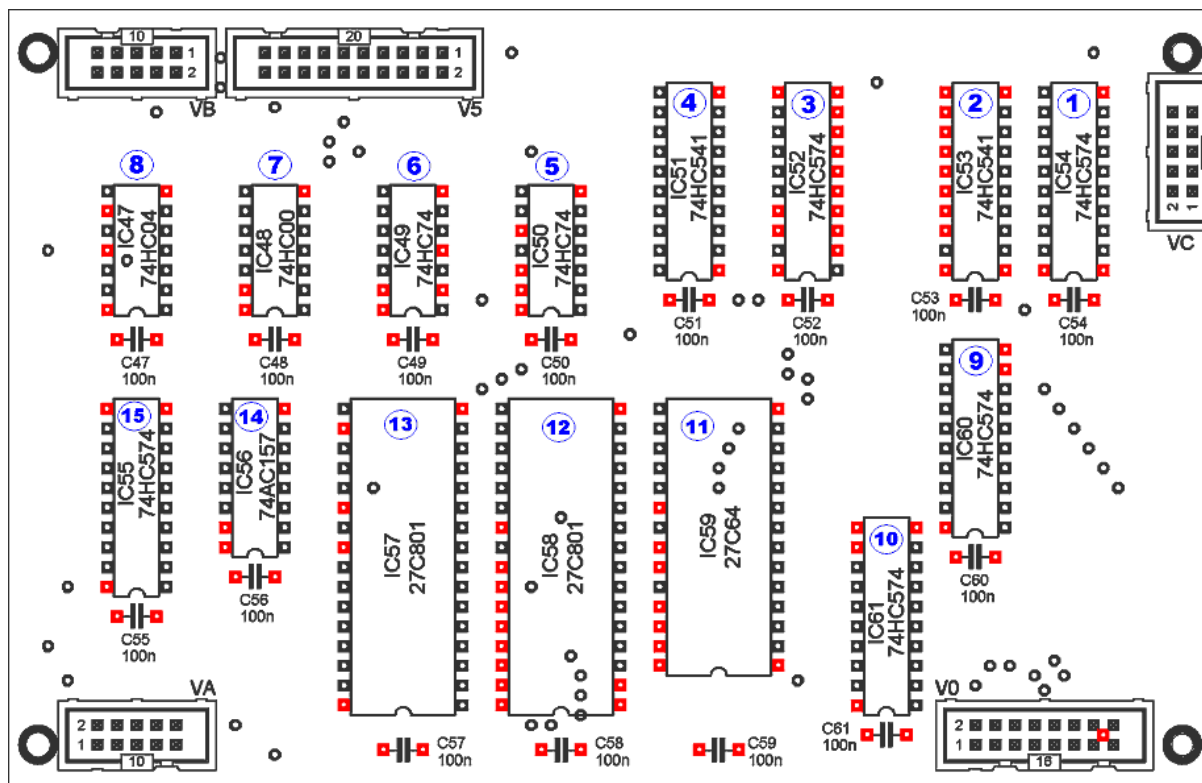 10
1
2
VB
20
1
2
V5
2 1
VC
4
IC51
74HC541
3
IC52
74HC574
2
IC53
74HC541
1
IC54
74HC574
8
IC47
74HC04
7
IC48
74HC00
6
IC49
74HC74
5
IC50
74HC74
C51
100n
C52
100n
C53
100n
C54
100n
C47
100n
C48
100n
C49
100n
C50
100n
9
IC60
74HC574
15
IC55
74HC574
14
IC56
74AC157
13
IC57
27C801
12
IC58
27C801
11
IC59
27C64
10
IC61
74HC574
C60
100n
C56
100n
C55
100n
VA
2
1
10
C57
100n
C58
100n
C59
100n
C61
100n
V0
2
1
16